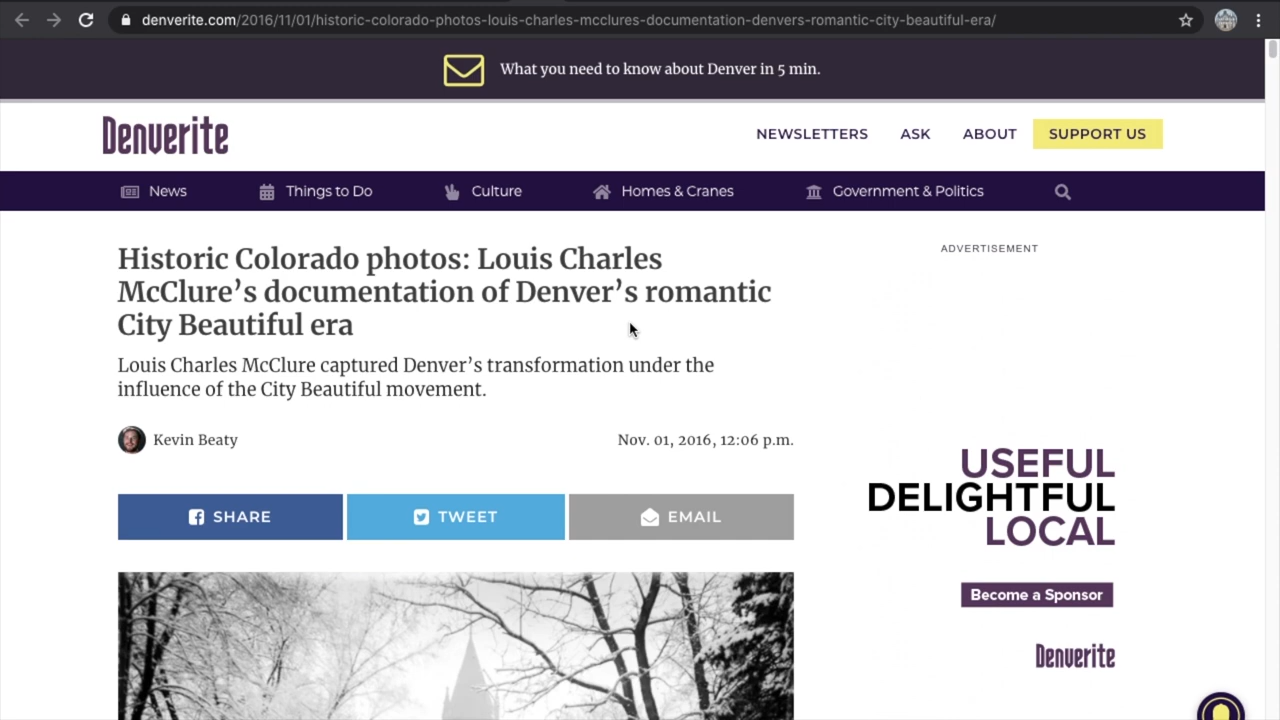 denverite.com/2016/11/01/historic-colorado-photos-louis-charles-mcclures-documentation-denvers-romantic-city-beautiful-era/
What you need to know about Denver in 5 min.
Denverite
NEWSLETTERS ASK ABOUT SUPPORT US
News Things to Do Culture Homes & Cranes Government & Politics
Historic Colorado photos: Louis Charles
McClure’s documentation of Denver’s romantic
City Beautiful era
Louis Charles McClure captured Denver’s transformation under the
influence of the City Beautiful movement.
Kevin Beaty Nov. 01, 2016, 12:06 p.m.
SHARE TWEET EMAIL
ADVERTISEMENT
USEFUL
DELIGHTFUL
LOCAL
Become a Sponsor
Denverite